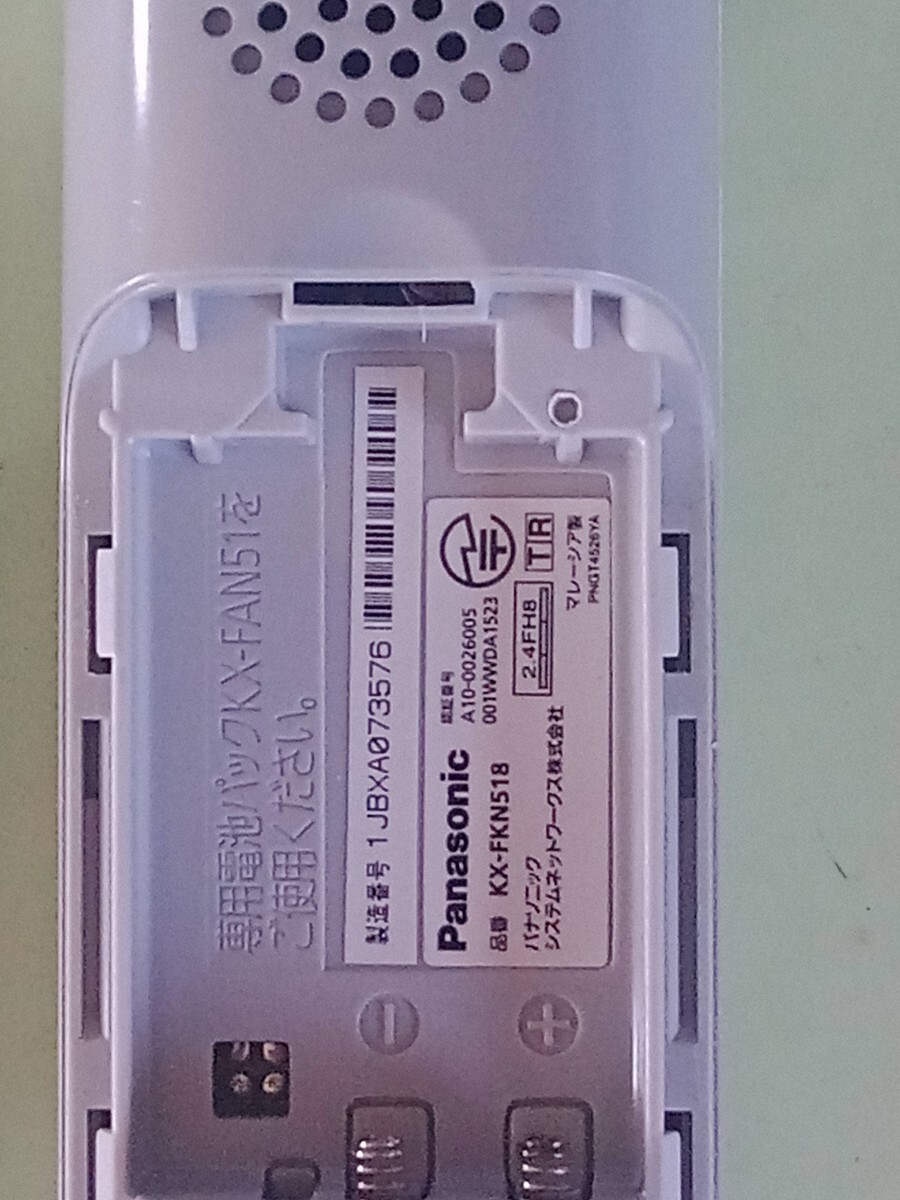 専用電池パックKX-FAN51を
ご使用ください。
製造番号 1JBXA073576
Panasonic
認証番号
A10-0026005
001WWDA1523
T R
品番 KX-FKN518
2.4FH8
パナソニック
システムネットワークス株式会社
マレーシア製
PNGT4526YA